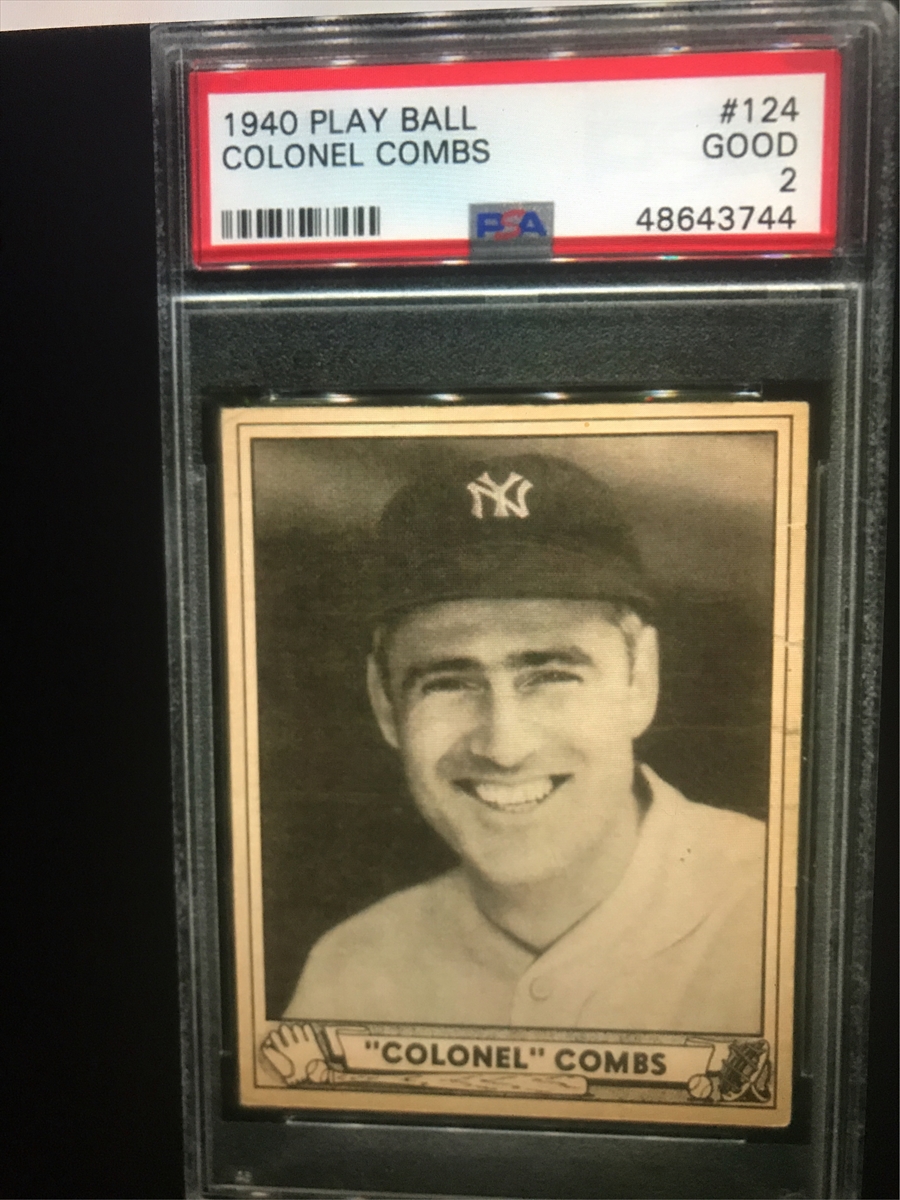 1940 PLAY BALL
COLONEL COMBS
#124
GOOD
2
48643744
PSA
NY
"COLONEL" COMBS